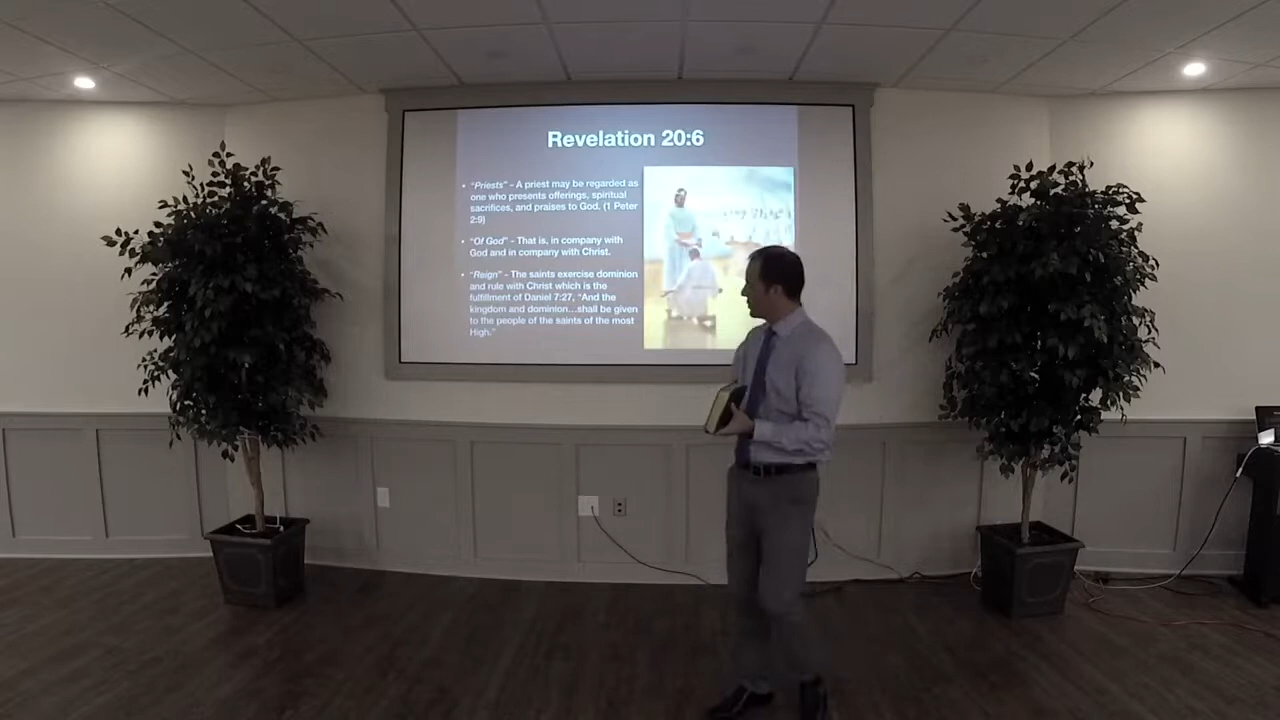 Revelation 20:6
• "Priests" - A priest may be regarded as
one who presents offerings, spiritual
sacrifices, and praises to God. (1 Peter
2:9)
• "Of God" - That is, in company with
God and in company with Christ.
• "Reign" - The saints exercise dominion
and rule with Christ which is the
fulfillment of Daniel 7:27, "And the
kingdom and dominion...shall be given
to the people of the saints of the most
High."